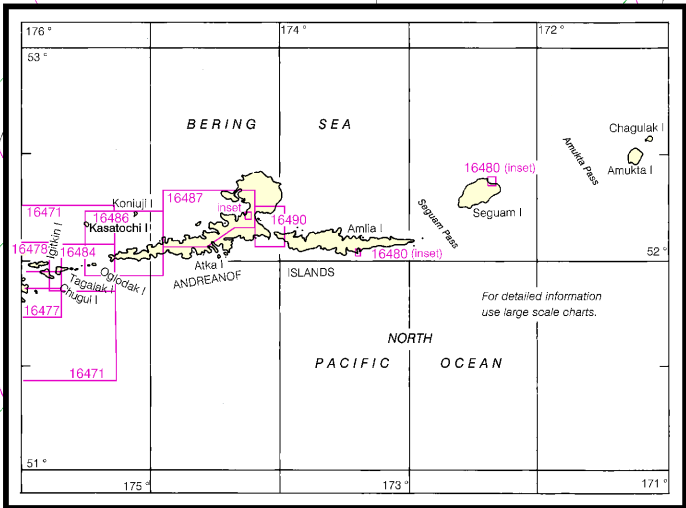 176°
174°
172°
53°
BERING SEA
Chagulak I
Amukta Pass
16480 (inset)
Amukta I
16487
Koniuji I
16471
inset
16486
16490
Seguam I
Seguam Pass
Kasatochi I
Amlia I
Igitkin I
16478
16484
16480 (inset)
52°
Atka I
Oglodak I
ANDREANOF ISLANDS
Tagalak I
Chugui I
For detailed information
use large scale charts.
16477
NORTH
PACIFIC OCEAN
16471
51°
175°
173°
171°